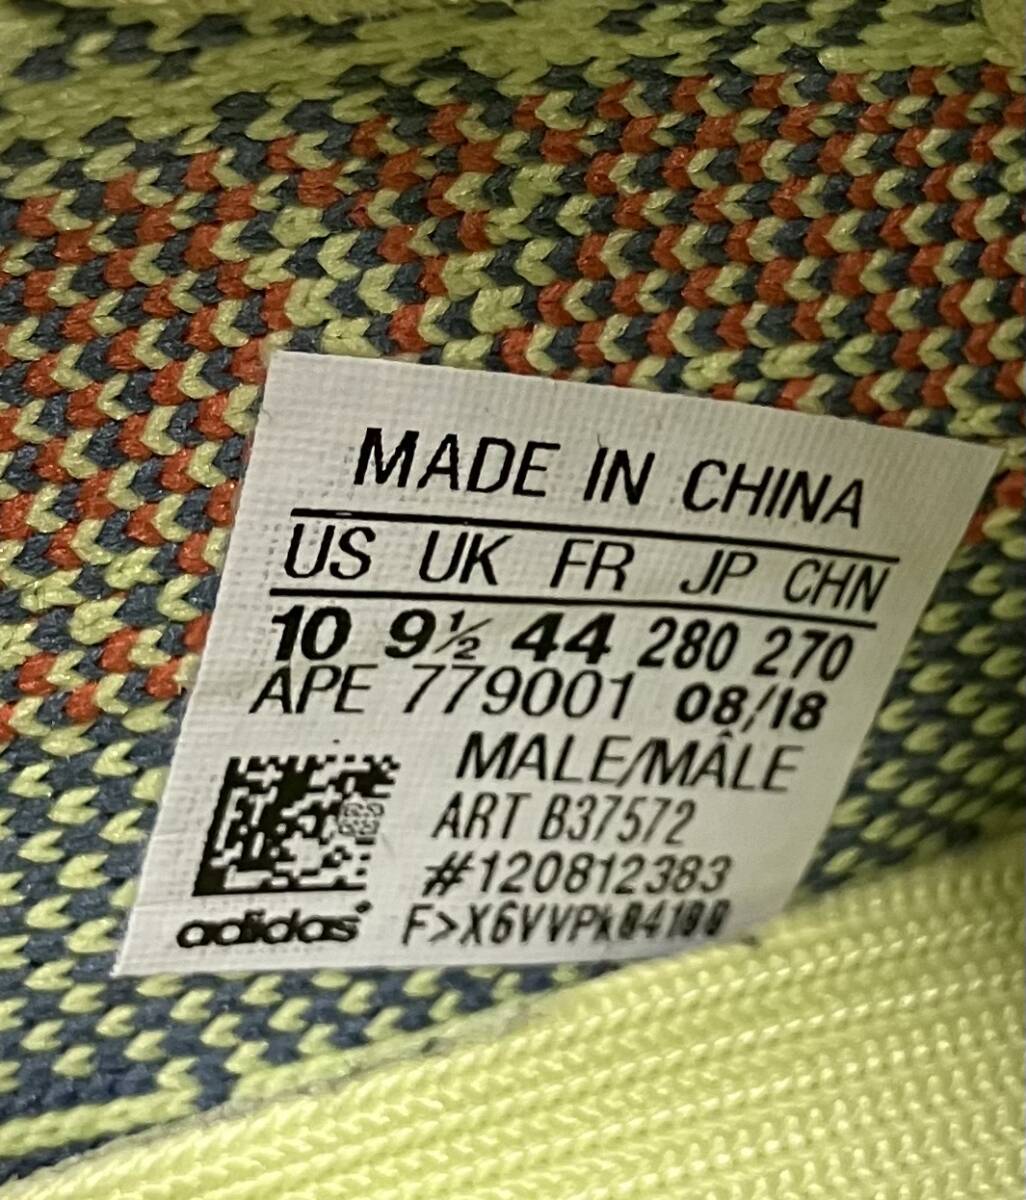 MADE IN CHINA
US UK FR JP CHN
10 9½ 44 280 270
APE 779001 08/18
MALE/MÂLE
ART B37572
#120812383
adidas